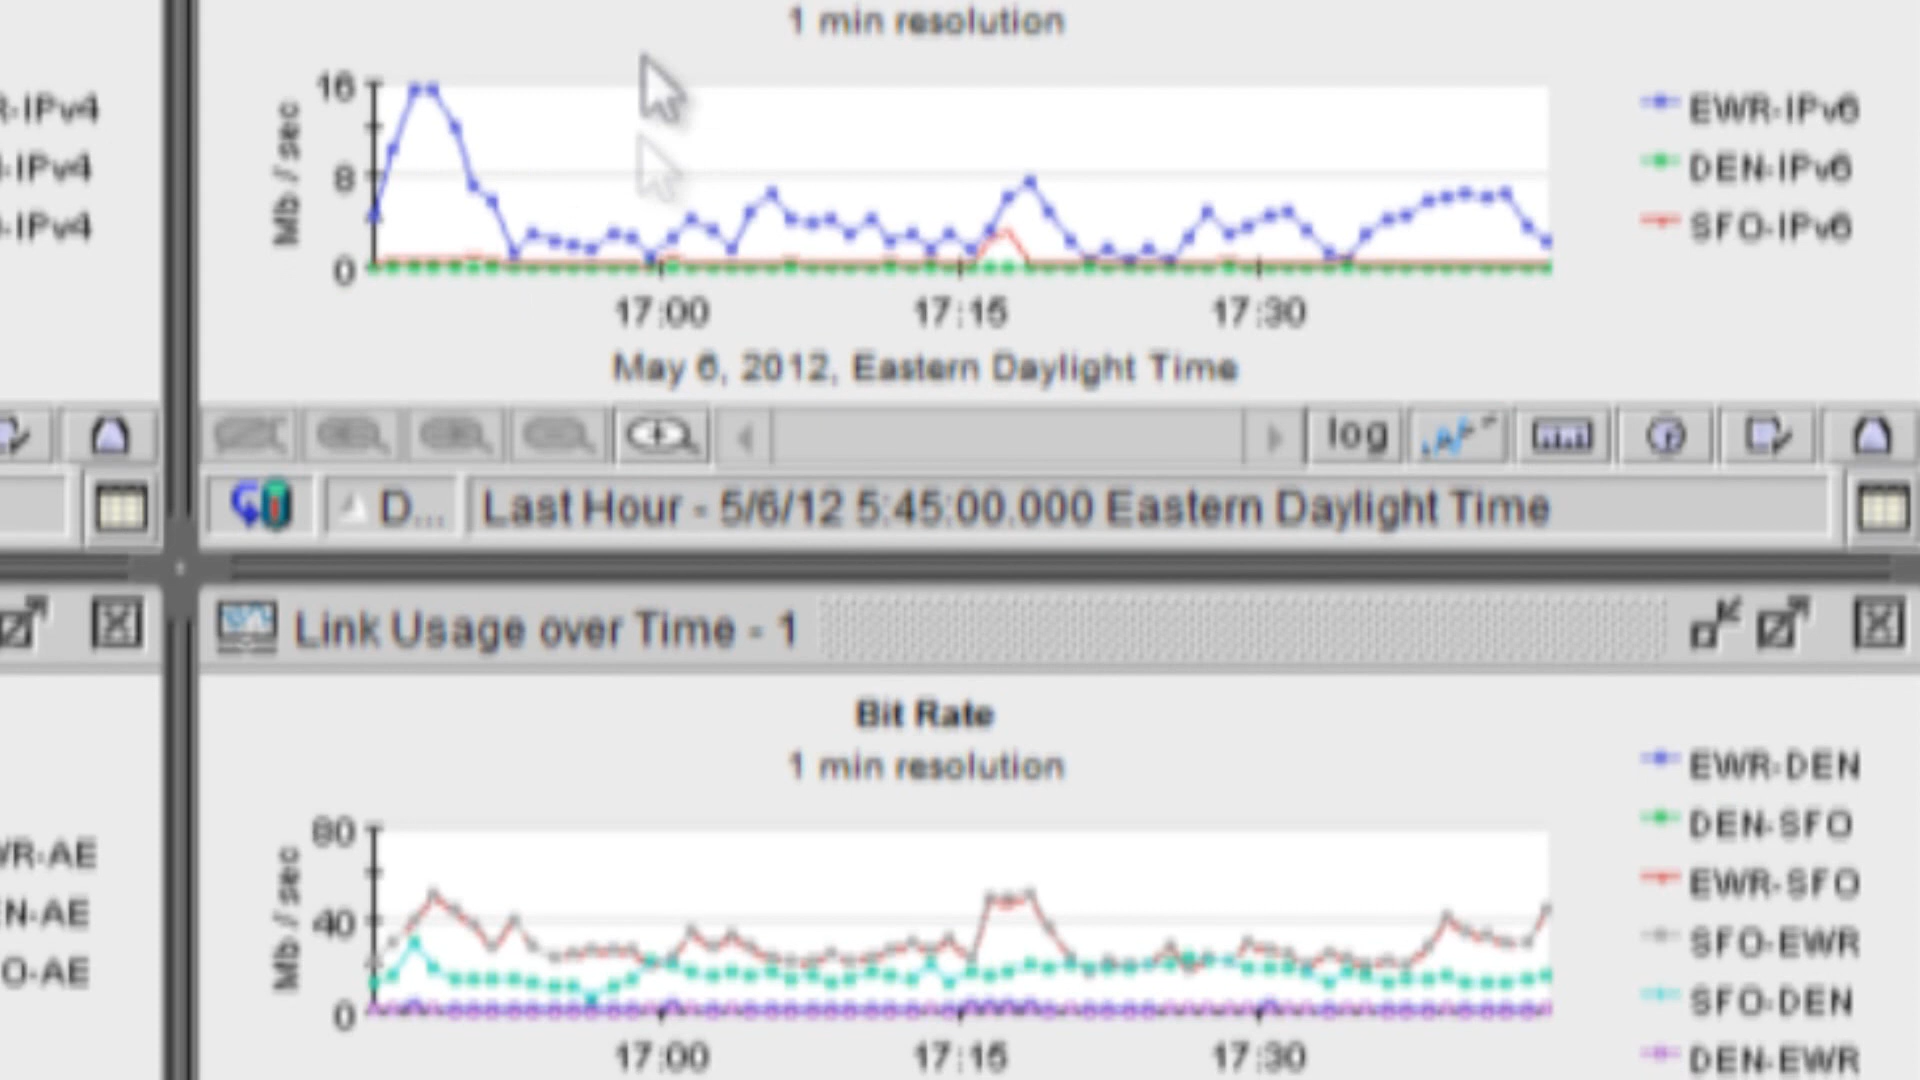 1 min resolution
R-IPv4
-IPv4
-IPv4
16
8
0
Mb / sec
17:00 17:15 17:30
May 6, 2012, Eastern Daylight Time
EWR-IPv6
DEN-IPv6
SFO-IPv6
log
D... Last Hour - 5/6/12 5:45:00.000 Eastern Daylight Time
Link Usage over Time - 1
Bit Rate
1 min resolution
WR-AE
EN-AE
O-AE
80
40
0
Mb / sec
17:00 17:15 17:30
EWR-DEN
DEN-SFO
EWR-SFO
SFO-EWR
SFO-DEN
DEN-EWR